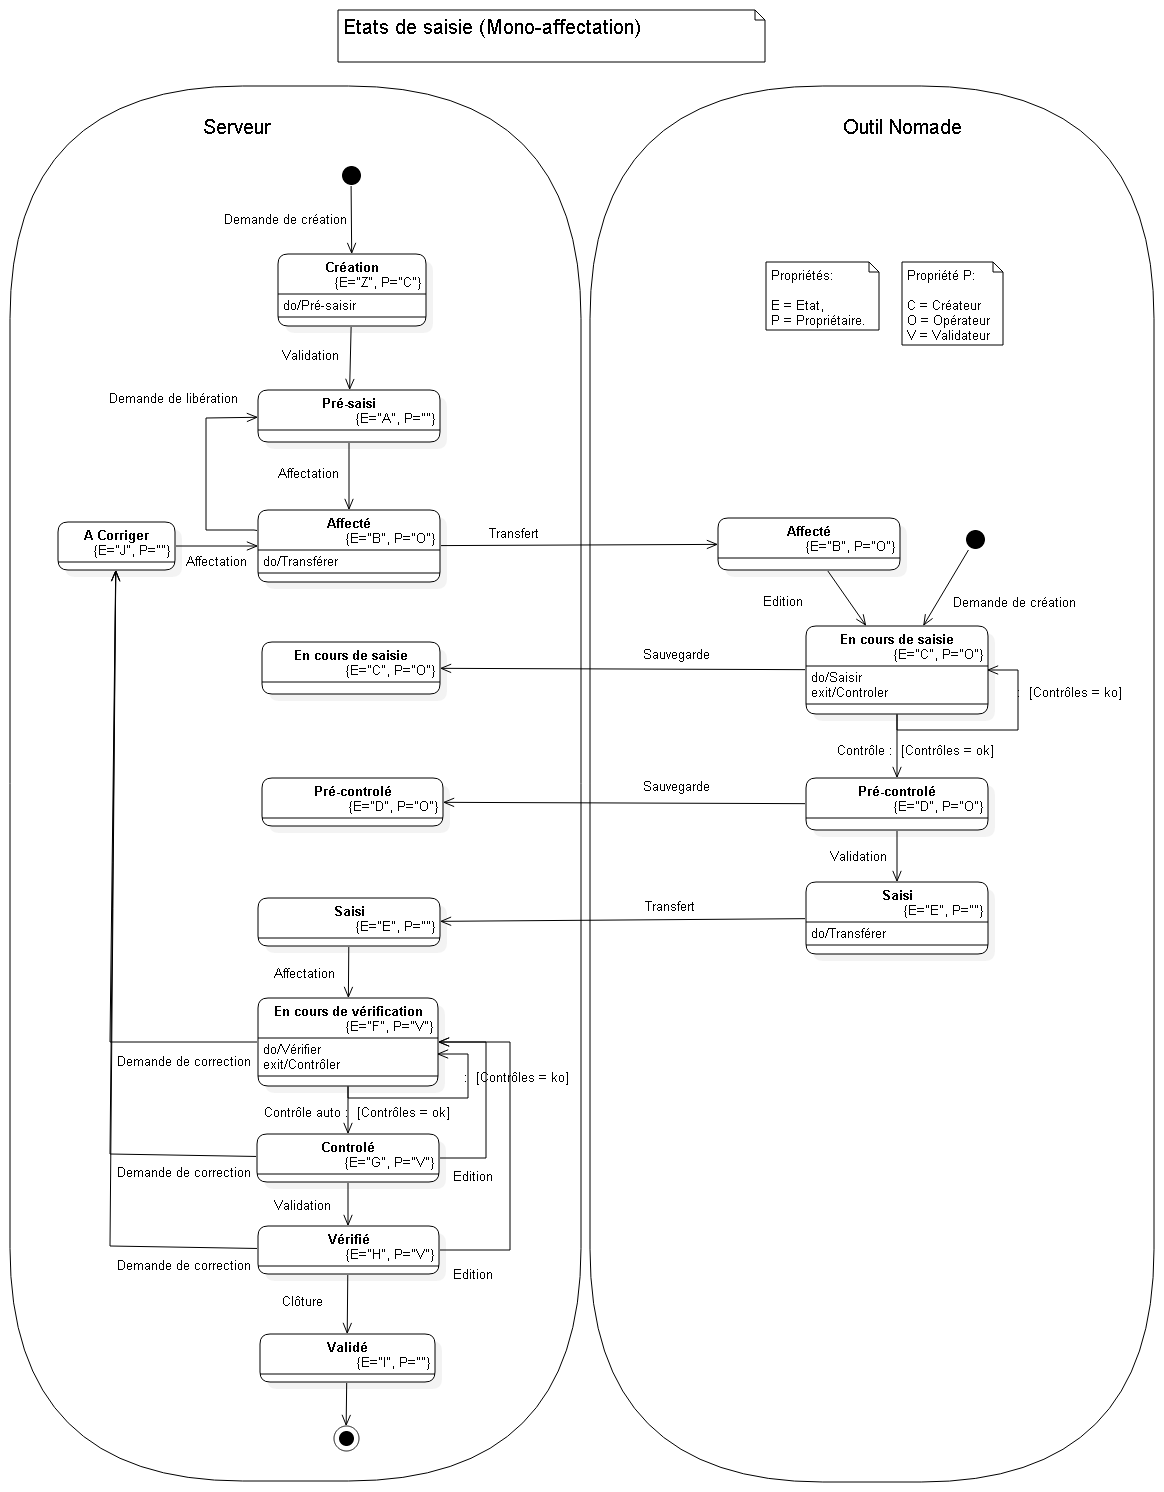 Etats de saisie (Mono-affectation)
Serveur
Outil Nomade
Demande de création
Création
{E="Z", P="C"}
do/Pré-saisir
Propriétés:
E = Etat,
P = Propriétaire.
Propriété P:
C = Créateur
O = Opérateur
V = Validateur
Validation
Demande de libération
Pré-saisi
{E="A", P=""}
Affectation
A Corriger
{E="J", P=""}
Affectation
Affecté
{E="B", P="O"}
do/Transférer
Transfert
Affecté
{E="B", P="O"}
Edition
Demande de création
En cours de saisie
{E="C", P="O"}
Sauvegarde
En cours de saisie
{E="C", P="O"}
do/Saisir
exit/Controler
: [Contrôles = ko]
Contrôle : [Contrôles = ok]
Pré-controlé
{E="D", P="O"}
Sauvegarde
Pré-controlé
{E="D", P="O"}
Validation
Saisi
{E="E", P=""}
Transfert
Saisi
{E="E", P=""}
do/Transférer
Affectation
En cours de vérification
{E="F", P="V"}
do/Vérifier
exit/Contrôler
Demande de correction
: [Contrôles = ko]
Contrôle auto : [Contrôles = ok]
Controlé
{E="G", P="V"}
Demande de correction
Edition
Validation
Vérifié
{E="H", P="V"}
Demande de correction
Edition
Clôture
Validé
{E="I", P=""}